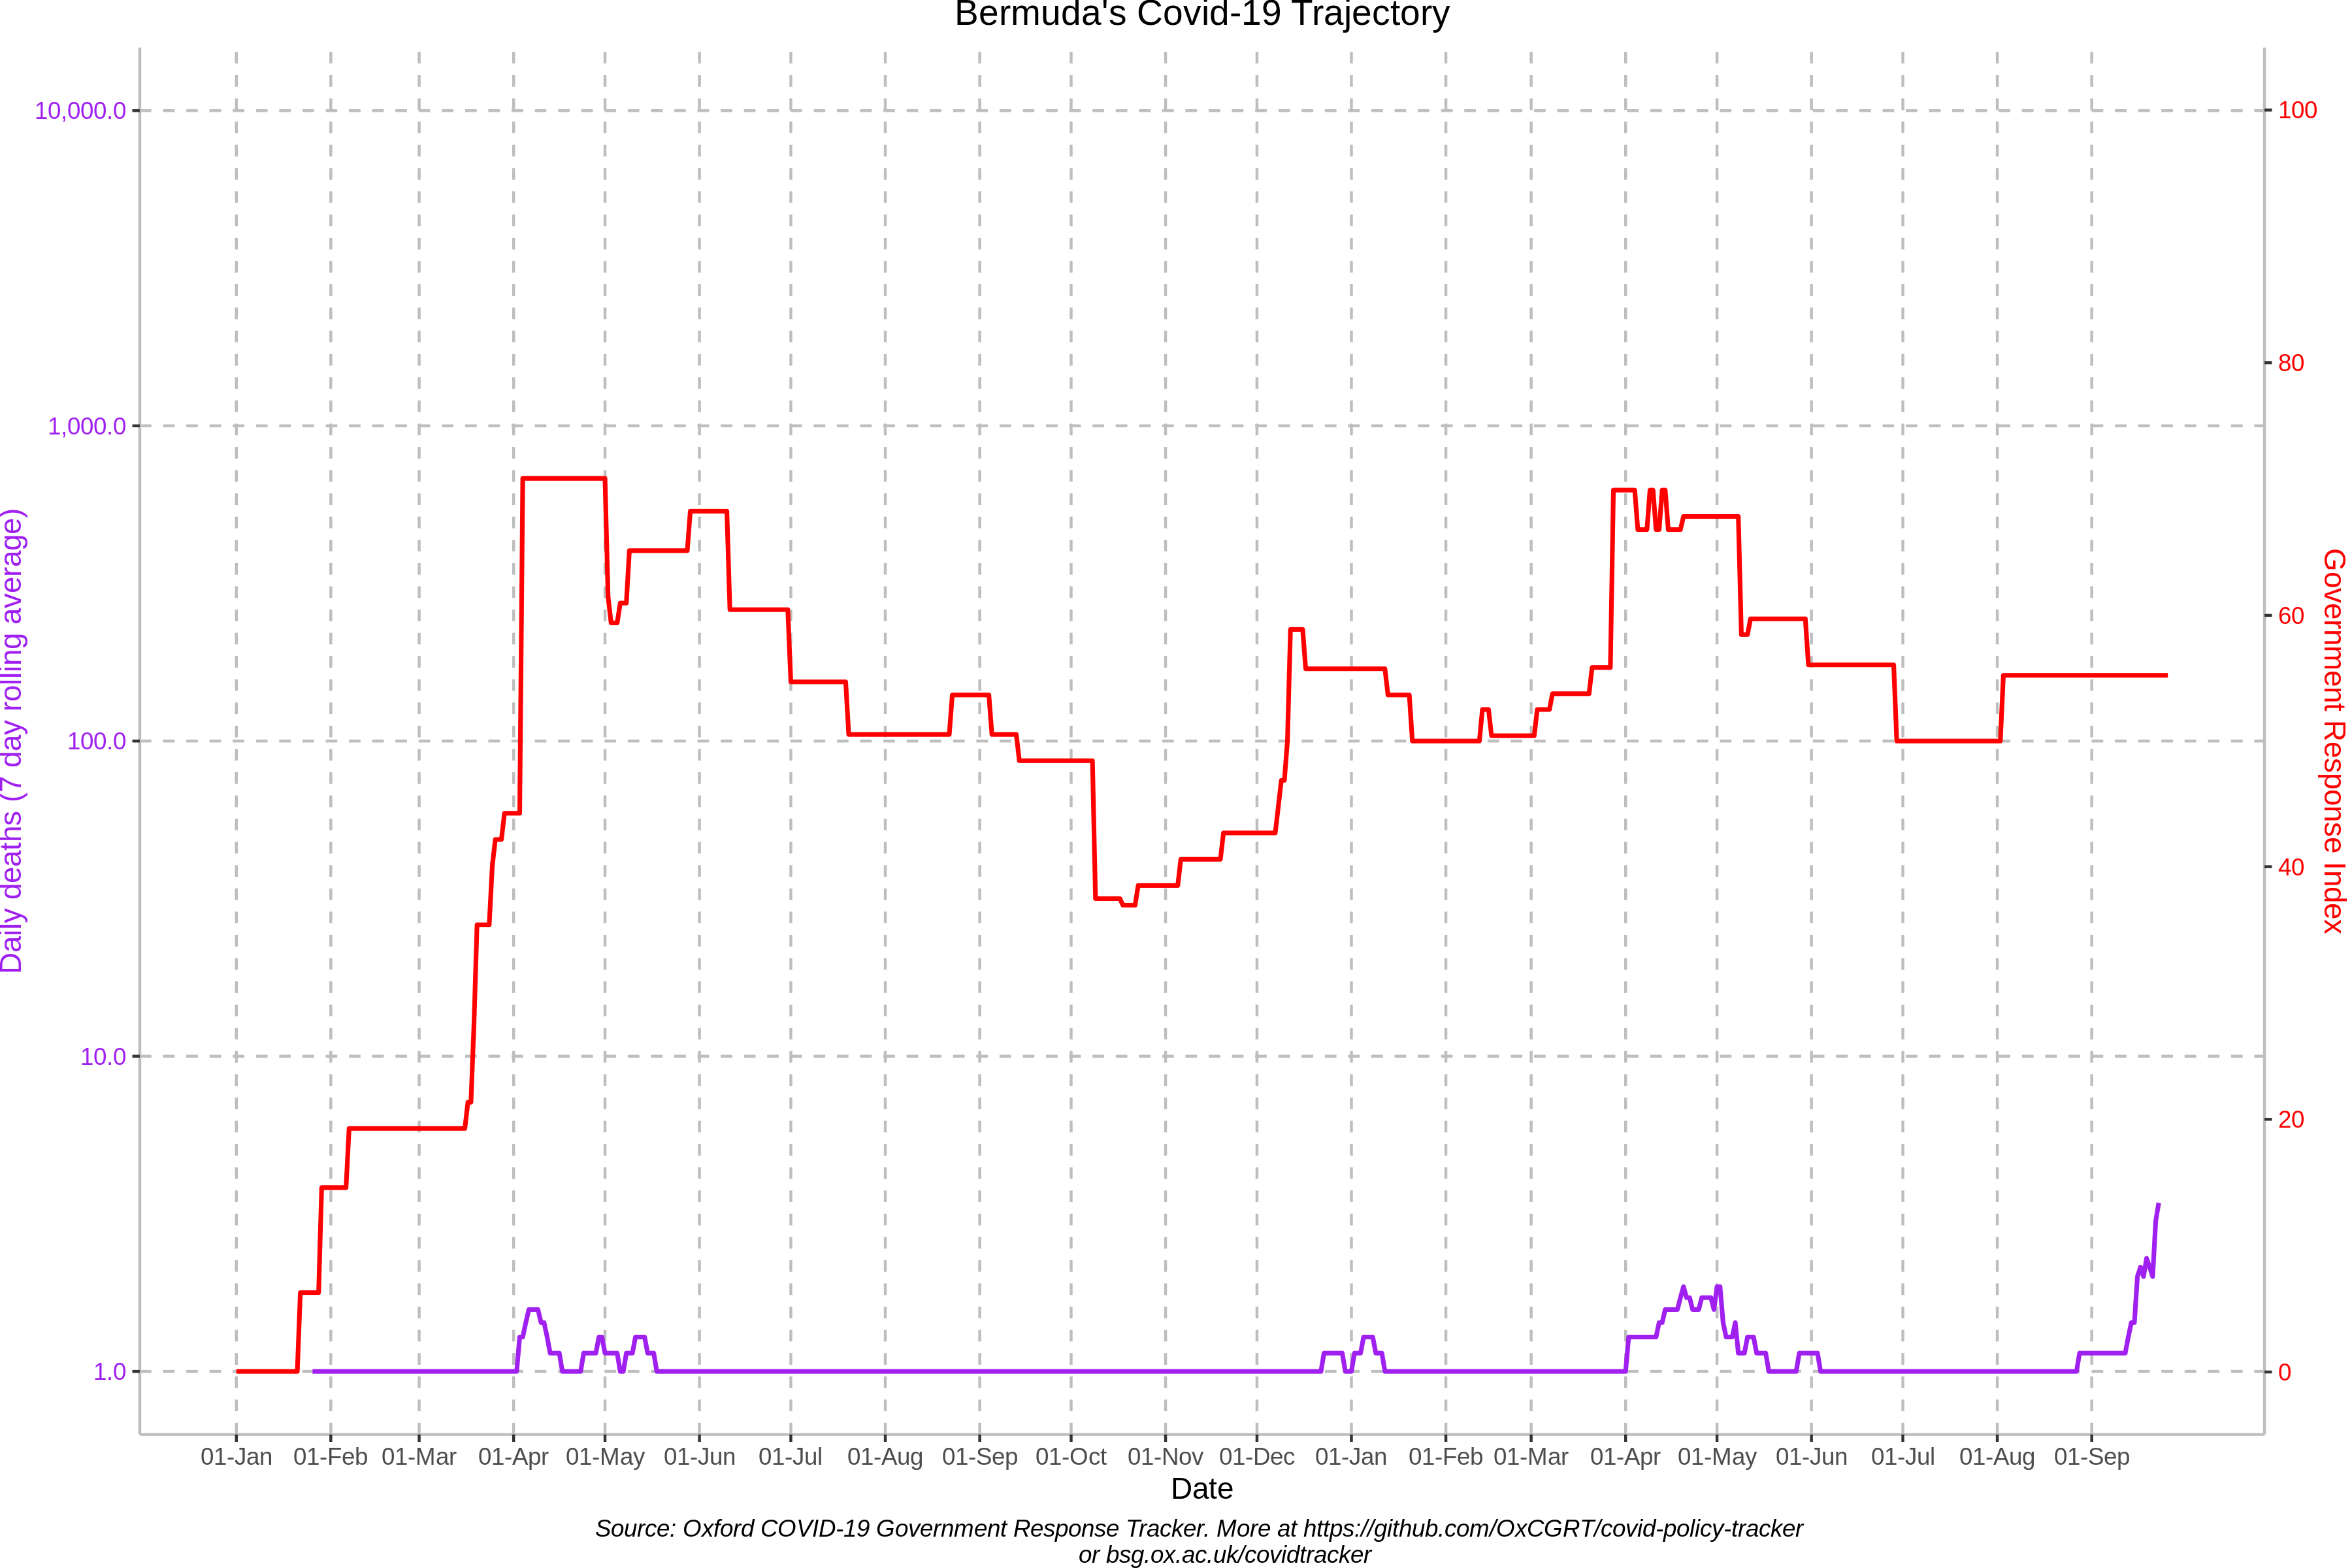 Bermuda's Covid-19 Trajectory
Daily deaths (7 day rolling average)
10,000.0
1,000.0
100.0
10.0
1.0
100
80
60
40
20
0
Government Response Index
01-Jan 01-Feb 01-Mar 01-Apr 01-May 01-Jun 01-Jul 01-Aug 01-Sep 01-Oct 01-Nov 01-Dec 01-Jan 01-Feb 01-Mar 01-Apr 01-May 01-Jun 01-Jul 01-Aug 01-Sep
Date
Source: Oxford COVID-19 Government Response Tracker. More at https://github.com/OxCGRT/covid-policy-tracker
or bsg.ox.ac.uk/covidtracker